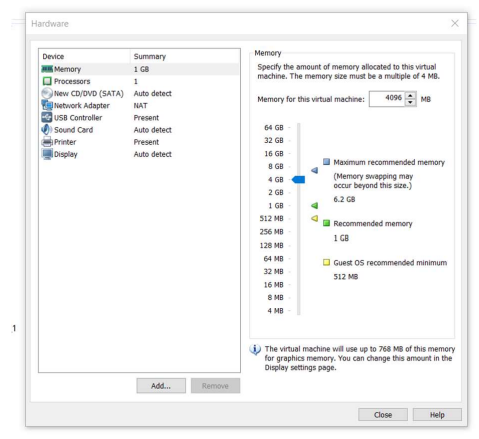 Hardware
Device Summary
Memory 1 GB
Processors 1
New CD/DVD (SATA) Auto detect
Network Adapter NAT
USB Controller Present
Sound Card Auto detect
Printer Present
Display Auto detect
Add... Remove
Memory
Specify the amount of memory allocated to this virtual
machine. The memory size must be a multiple of 4 MB.
Memory for this virtual machine: 4096 MB
64 GB
32 GB
16 GB
8 GB
4 GB
2 GB
1 GB
512 MB
256 MB
128 MB
64 MB
32 MB
16 MB
8 MB
4 MB
Maximum recommended memory
(Memory swapping may
occur beyond this size.)
6.2 GB
Recommended memory
1 GB
Guest OS recommended minimum
512 MB
The virtual machine will use up to 768 MB of this memory
for graphics memory. You can change this amount in the
Display settings page.
1
Close Help